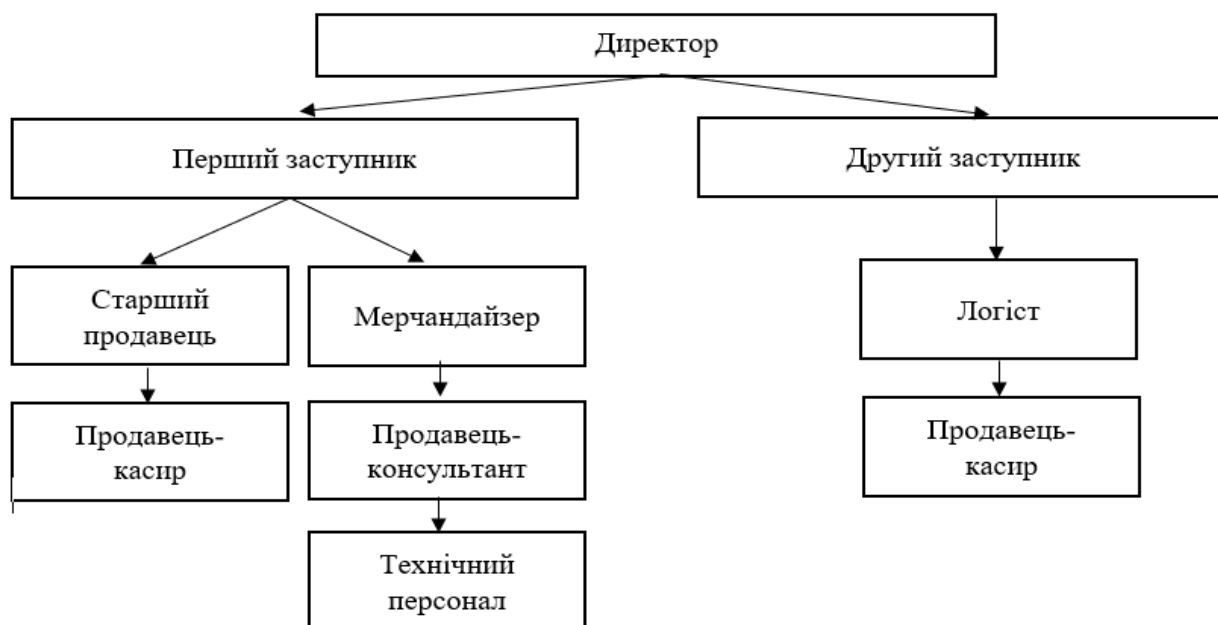 Директор
Перший заступник
Другий заступник
Старший
продавець
Мерчандайзер
Логіст
Продавець-
касир
Продавець-
консультант
Продавець-
касир
Технічний
персонал